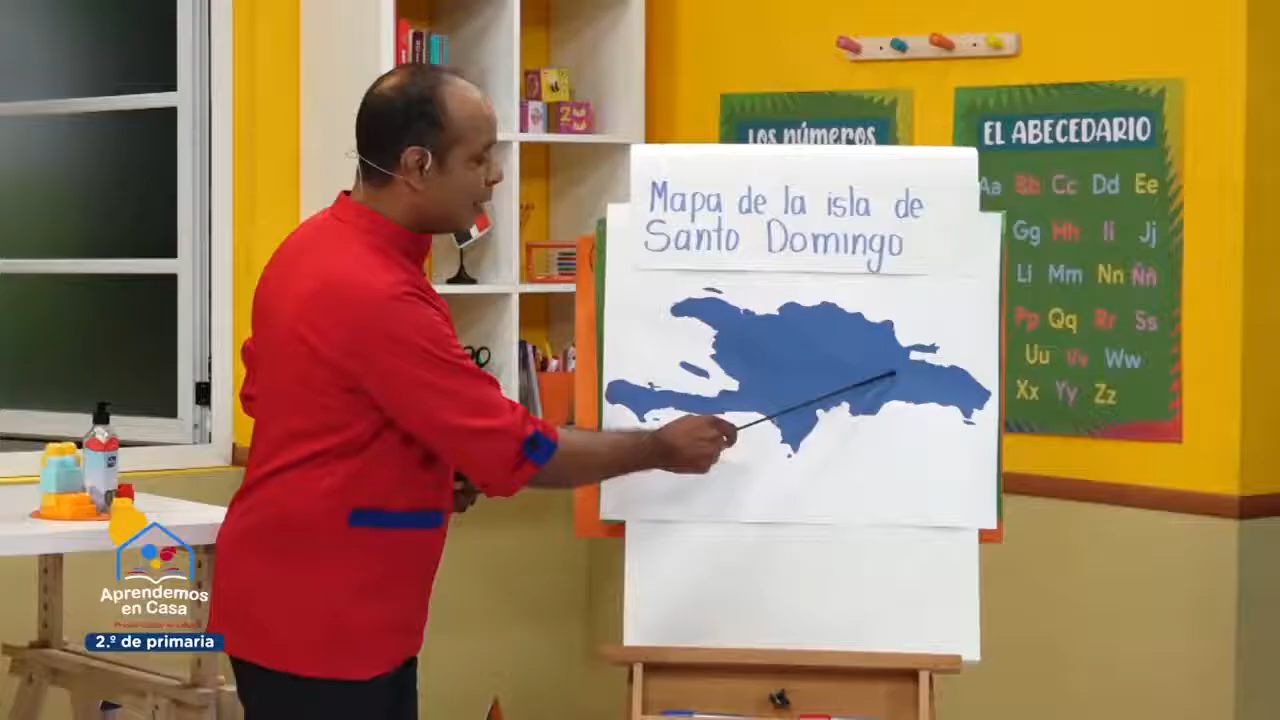 Mapa de la isla de
Santo Domingo
Los números
EL ABECEDARIO
Aa Bb Cc Dd Ee
Gg Hh Ii Jj
Ll Mm Nn Ññ
Pp Qq Rr Ss
Uu Vv Ww
Xx Yy Zz
2
Aprendemos
en Casa
2.º de primaria